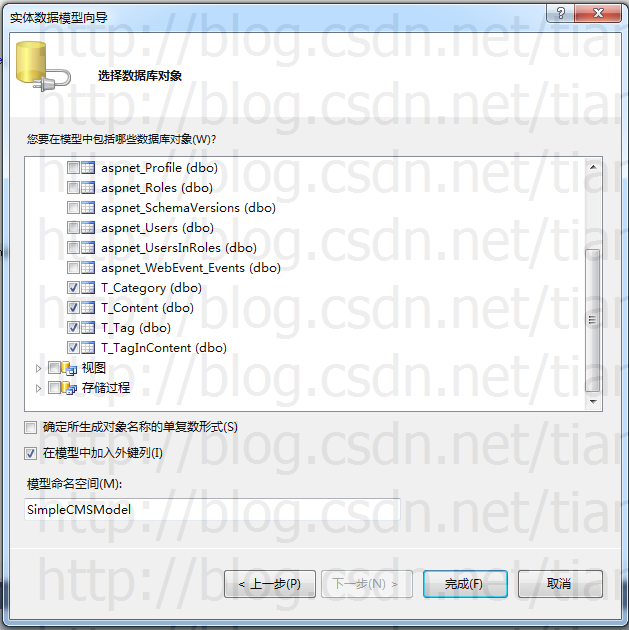 实体数据模型向导
选择数据库对象
您要在模型中包括哪些数据库对象(W)?
aspnet_Profile (dbo)
aspnet_Roles (dbo)
aspnet_SchemaVersions (dbo)
aspnet_Users (dbo)
aspnet_UsersInRoles (dbo)
aspnet_WebEvent_Events (dbo)
T_Category (dbo)
T_Content (dbo)
T_Tag (dbo)
T_TagInContent (dbo)
视图
存储过程
确定所生成对象名称的单复数形式(S)
在模型中加入外键列(I)
模型命名空间(M):
SimpleCMSModel
< 上一步(P) 下一步(N) > 完成(F) 取消
http://blog.csdn.net/tian